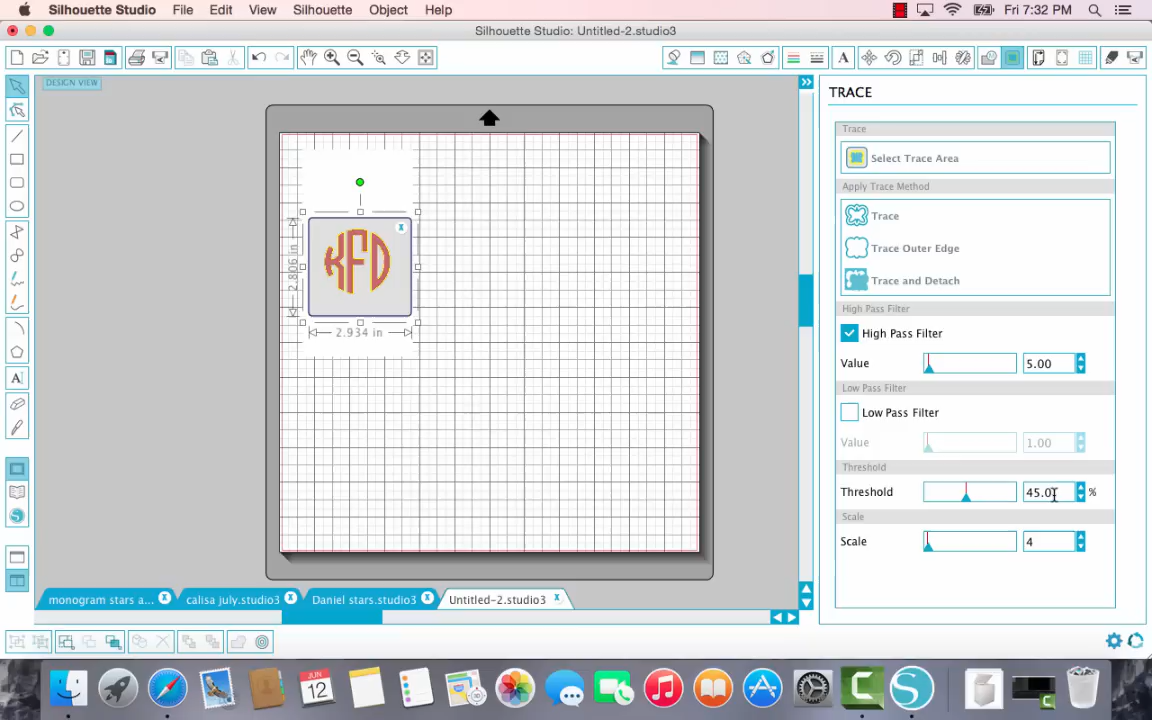 Silhouette Studio File Edit View Silhouette Object Help Fri 7:32 PM
Silhouette Studio: Untitled-2.studio3
DESIGN VIEW
TRACE
Trace
Select Trace Area
Apply Trace Method
Trace
Trace Outer Edge
Trace and Detach
High Pass Filter
High Pass Filter
Value 5.00
Low Pass Filter
Low Pass Filter
Value 1.00
Threshold
Threshold 45.0 %
Scale
Scale 4
X
KFD
2.806 in
2.934 in
monogram stars a... X calisa july.studio3 X Daniel stars.studio3 X Untitled-2.studio3 X
JUN
12